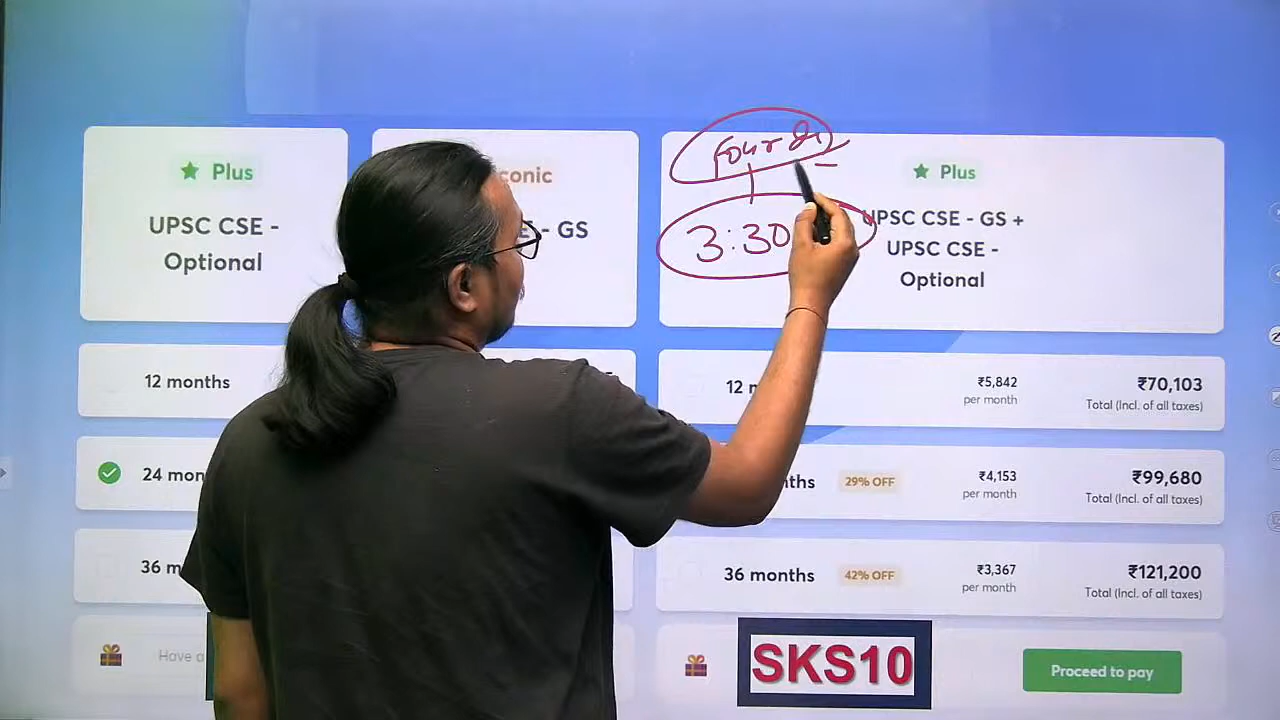 Plus
UPSC CSE -
Optional
conic
E - GS
Four
3:30
Plus
UPSC CSE - GS +
UPSC CSE -
Optional
12 months
24 mon
36 m
Have a
12 m
₹5,842
per month
₹70,103
Total (Incl. of all taxes)
ths
29% OFF
₹4,153
per month
₹99,680
Total (Incl. of all taxes)
36 months
42% OFF
₹3,367
per month
₹121,200
Total (Incl. of all taxes)
SKS10
Proceed to pay